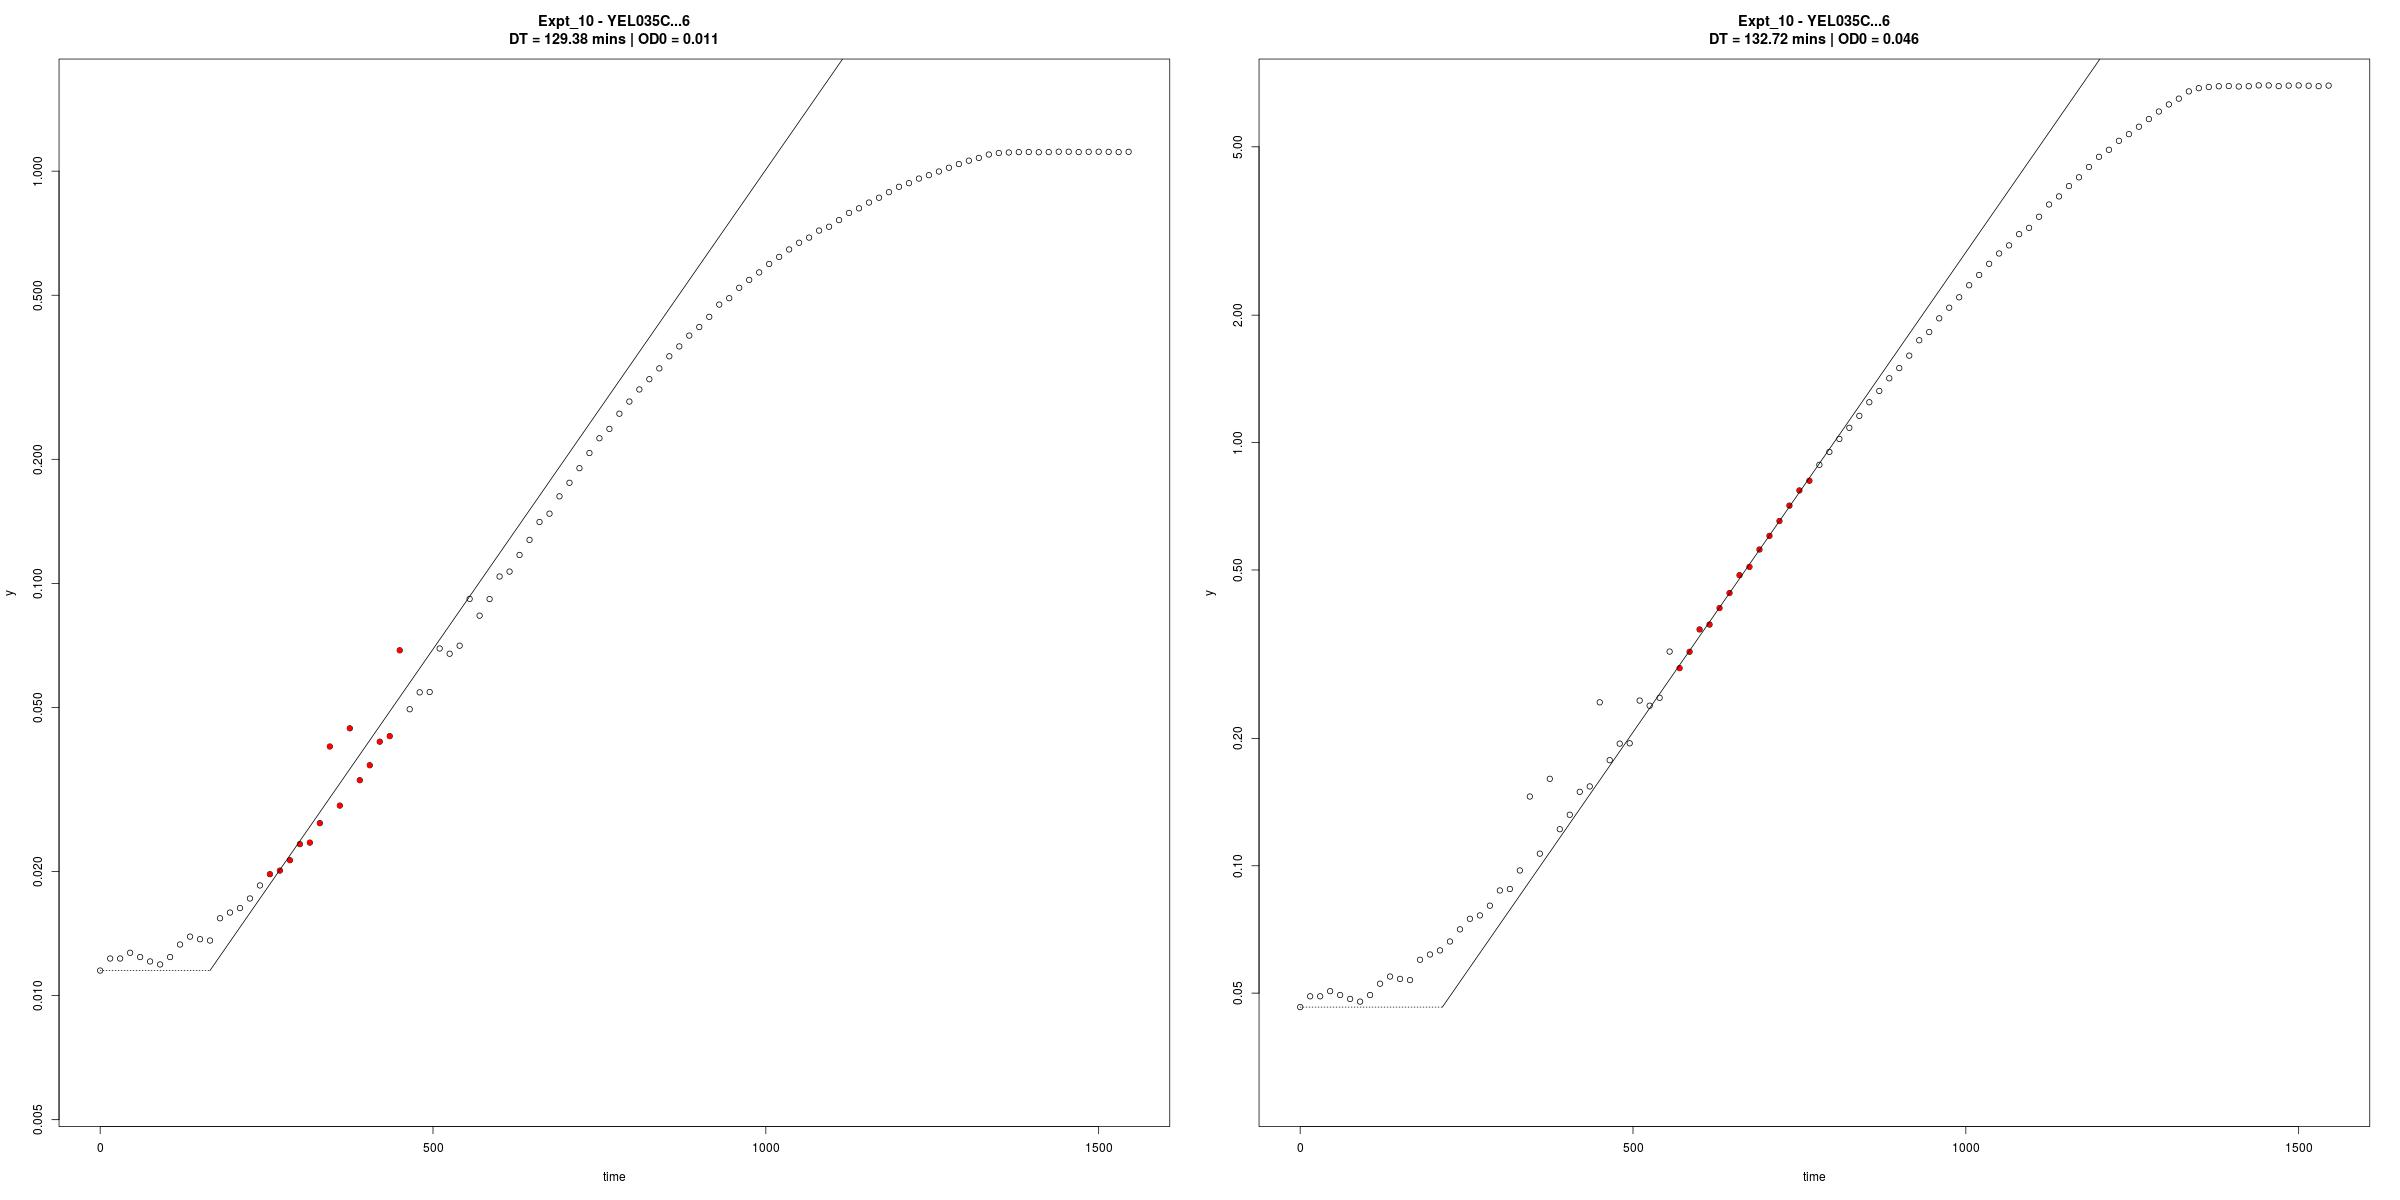 Expt_10 - YEL035C...6
DT = 129.38 mins | OD0 = 0.011
y
1.000
0.500
0.200
0.100
0.050
0.020
0.010
0.005
0
500
1000
1500
time
Expt_10 - YEL035C...6
DT = 132.72 mins | OD0 = 0.046
y
5.00
2.00
1.00
0.50
0.20
0.10
0.05
0
500
1000
1500
time